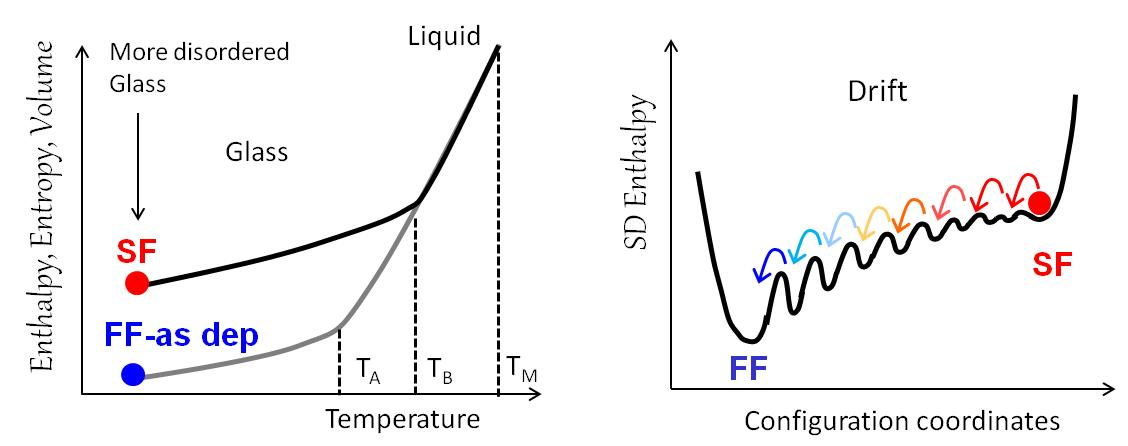 Enthalpy, Entropy, Volume
More disordered
Glass
Liquid
Glass
SF
FF-as dep
TA
TB
TM
Temperature
SD Enthalpy
Drift
SF
FF
Configuration coordinates